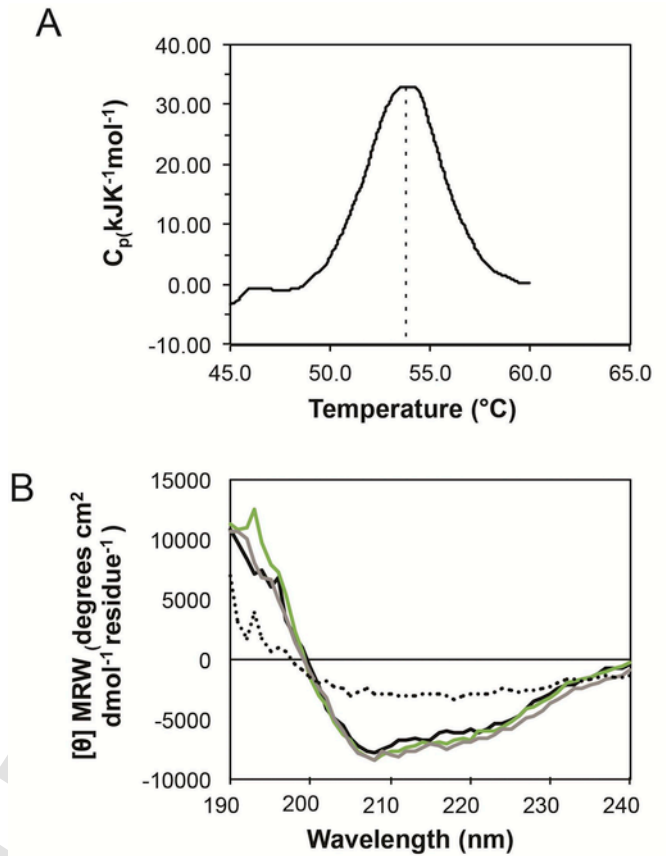 A
40.00
30.00
20.00
10.00
0.00
-10.00
Cp(kJK-1mol-1)
45.0 50.0 55.0 60.0 65.0
Temperature (°C)
B
15000
10000
5000
0
-5000
-10000
[θ] MRW (degrees cm2
dmol-1 residue-1 )
190 200 210 220 230 240
Wavelength (nm)